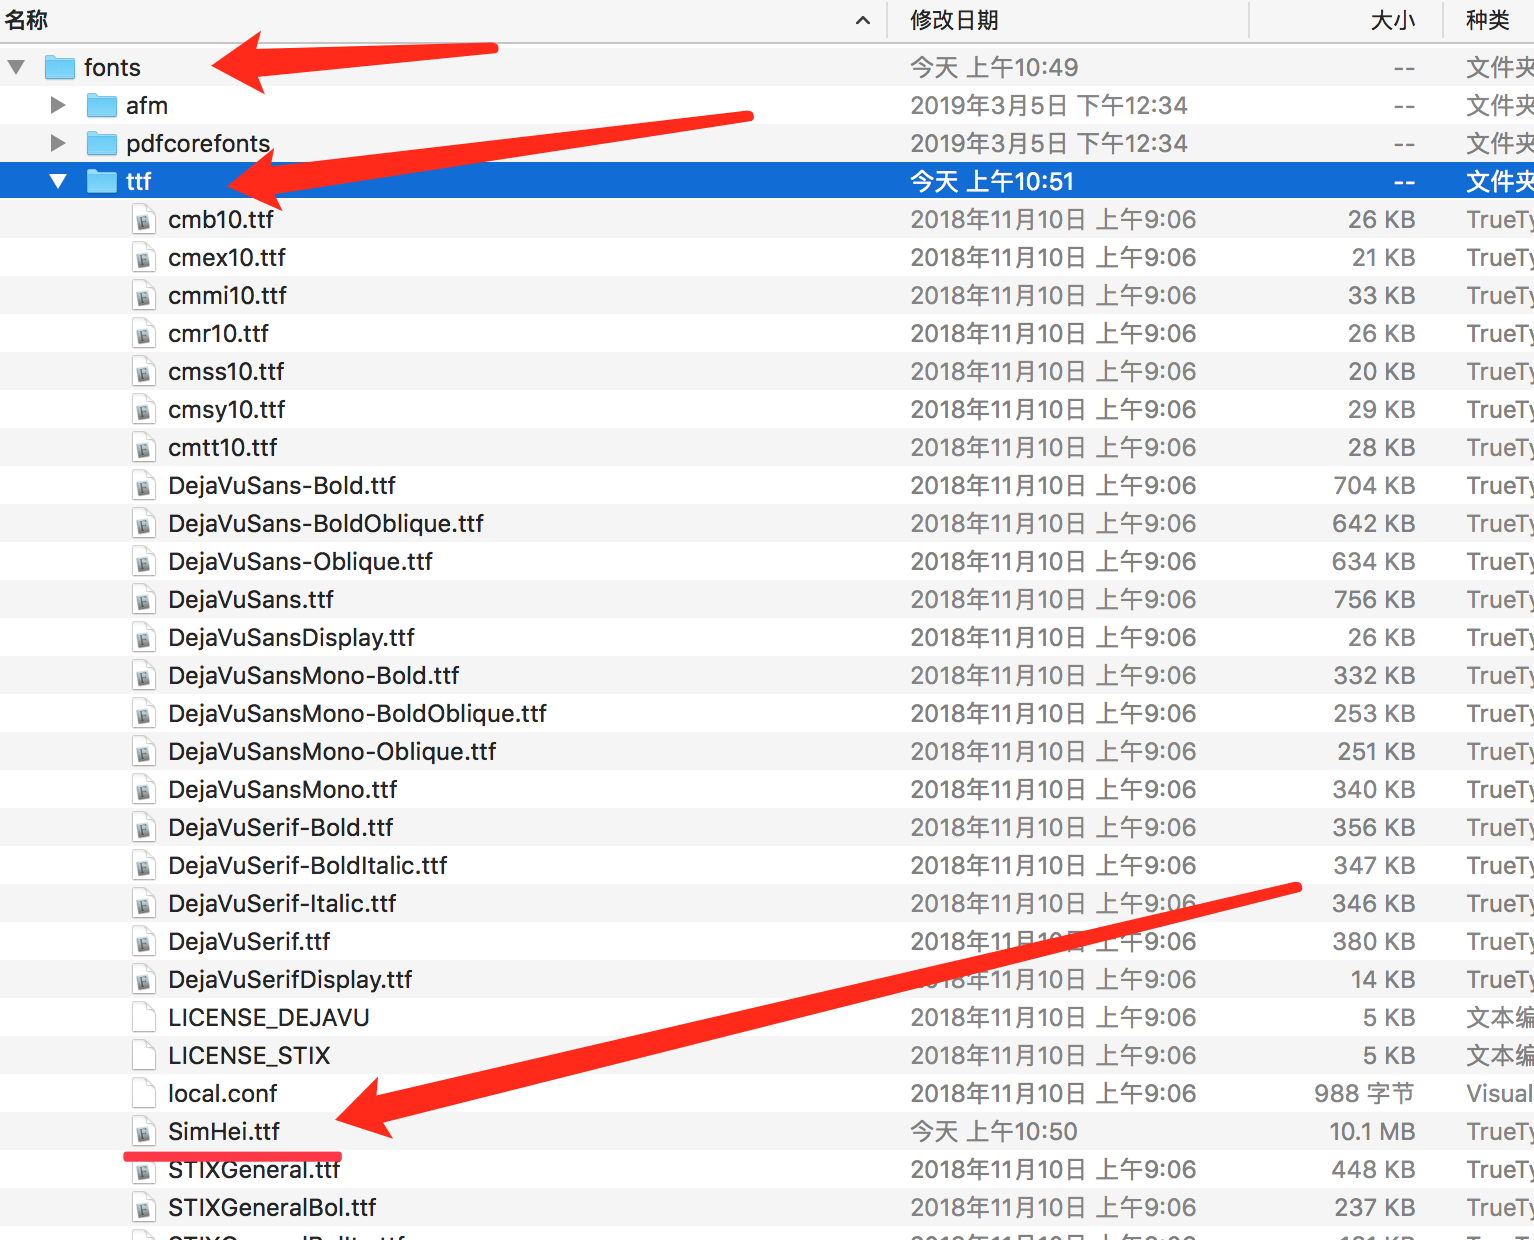 名称 修改日期 大小 种类
fonts 今天 上午10:49 -- 文件夹
afm 2019年3月5日 下午12:34 -- 文件夹
pdfcorefonts 2019年3月5日 下午12:34 -- 文件夹
ttf 今天 上午10:51 -- 文件夹
cmb10.ttf 2018年11月10日 上午9:06 26 KB TrueTy
cmex10.ttf 2018年11月10日 上午9:06 21 KB TrueTy
cmmi10.ttf 2018年11月10日 上午9:06 33 KB TrueTy
cmr10.ttf 2018年11月10日 上午9:06 26 KB TrueTy
cmss10.ttf 2018年11月10日 上午9:06 20 KB TrueTy
cmsy10.ttf 2018年11月10日 上午9:06 29 KB TrueTy
cmtt10.ttf 2018年11月10日 上午9:06 28 KB TrueTy
DejaVuSans-Bold.ttf 2018年11月10日 上午9:06 704 KB TrueTy
DejaVuSans-BoldOblique.ttf 2018年11月10日 上午9:06 642 KB TrueTy
DejaVuSans-Oblique.ttf 2018年11月10日 上午9:06 634 KB TrueTy
DejaVuSans.ttf 2018年11月10日 上午9:06 756 KB TrueTy
DejaVuSansDisplay.ttf 2018年11月10日 上午9:06 26 KB TrueTy
DejaVuSansMono-Bold.ttf 2018年11月10日 上午9:06 332 KB TrueTy
DejaVuSansMono-BoldOblique.ttf 2018年11月10日 上午9:06 253 KB TrueTy
DejaVuSansMono-Oblique.ttf 2018年11月10日 上午9:06 251 KB TrueTy
DejaVuSansMono.ttf 2018年11月10日 上午9:06 340 KB TrueTy
DejaVuSerif-Bold.ttf 2018年11月10日 上午9:06 356 KB TrueTy
DejaVuSerif-BoldItalic.ttf 2018年11月10日 上午9:06 347 KB TrueTy
DejaVuSerif-Italic.ttf 2018年11月10日 上午9:06 346 KB TrueTy
DejaVuSerif.ttf 2018年11月10日 上午9:06 380 KB TrueTy
DejaVuSerifDisplay.ttf 2018年11月10日 上午9:06 14 KB TrueTy
LICENSE_DEJAVU 2018年11月10日 上午9:06 5 KB 文本编
LICENSE_STIX 2018年11月10日 上午9:06 5 KB 文本编
local.conf 2018年11月10日 上午9:06 988 字节 Visual
SimHei.ttf 今天 上午10:50 10.1 MB TrueTy
STIXGeneral.ttf 2018年11月10日 上午9:06 448 KB TrueTy
STIXGeneralBol.ttf 2018年11月10日 上午9:06 237 KB TrueTy